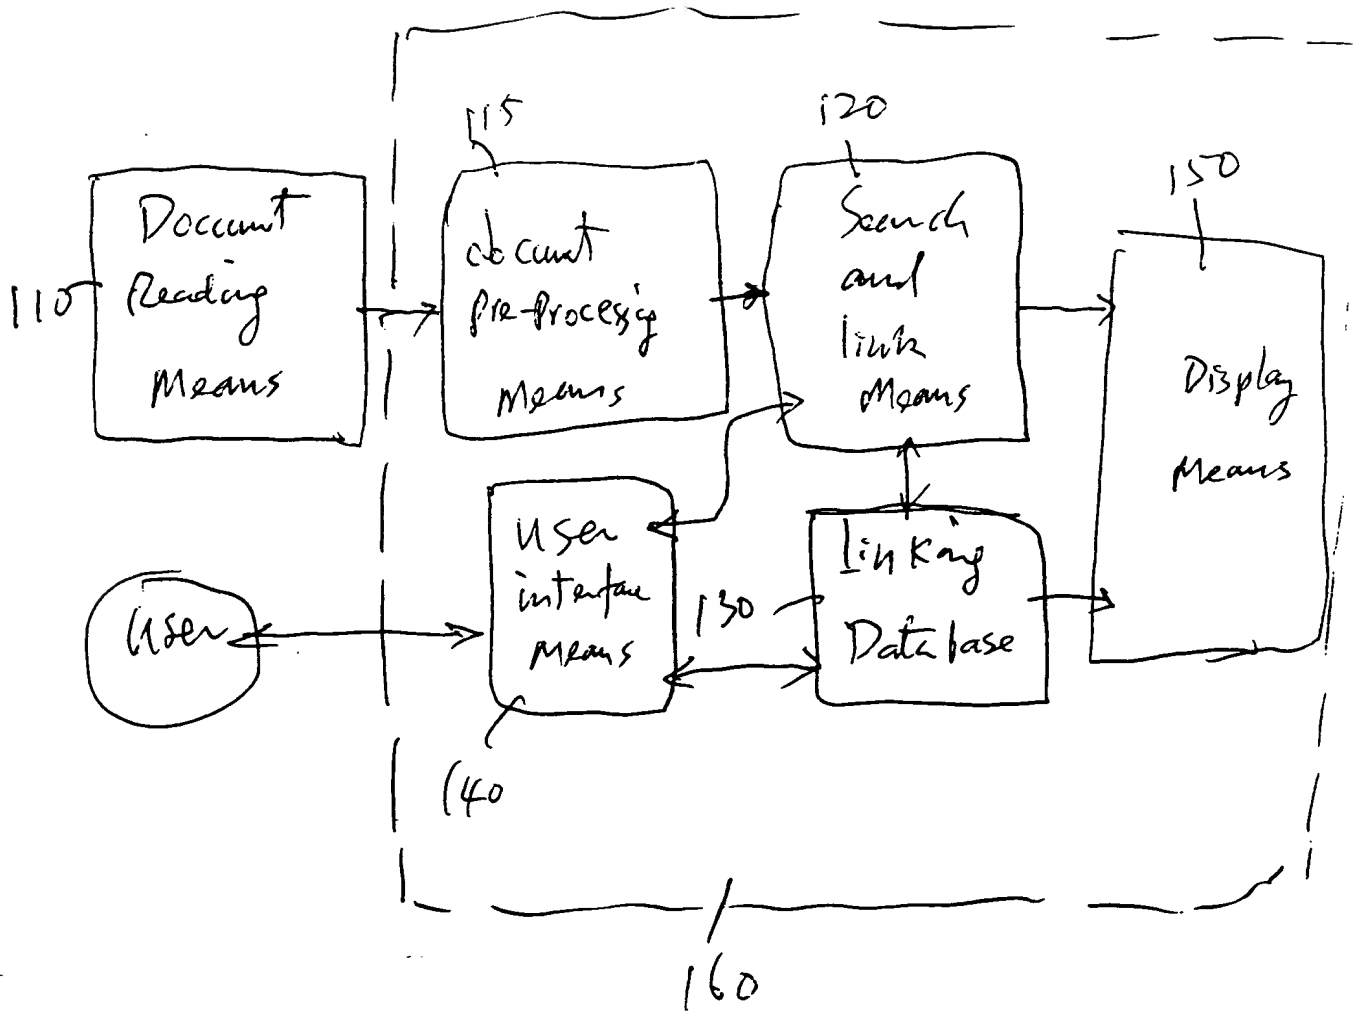 115
120
150
110
Document
Reading
Means
document
Pre-Processing
Means
Search
and
link
Means
Display
Means
User
User
interface
Means
130
Linking
Database
140
160